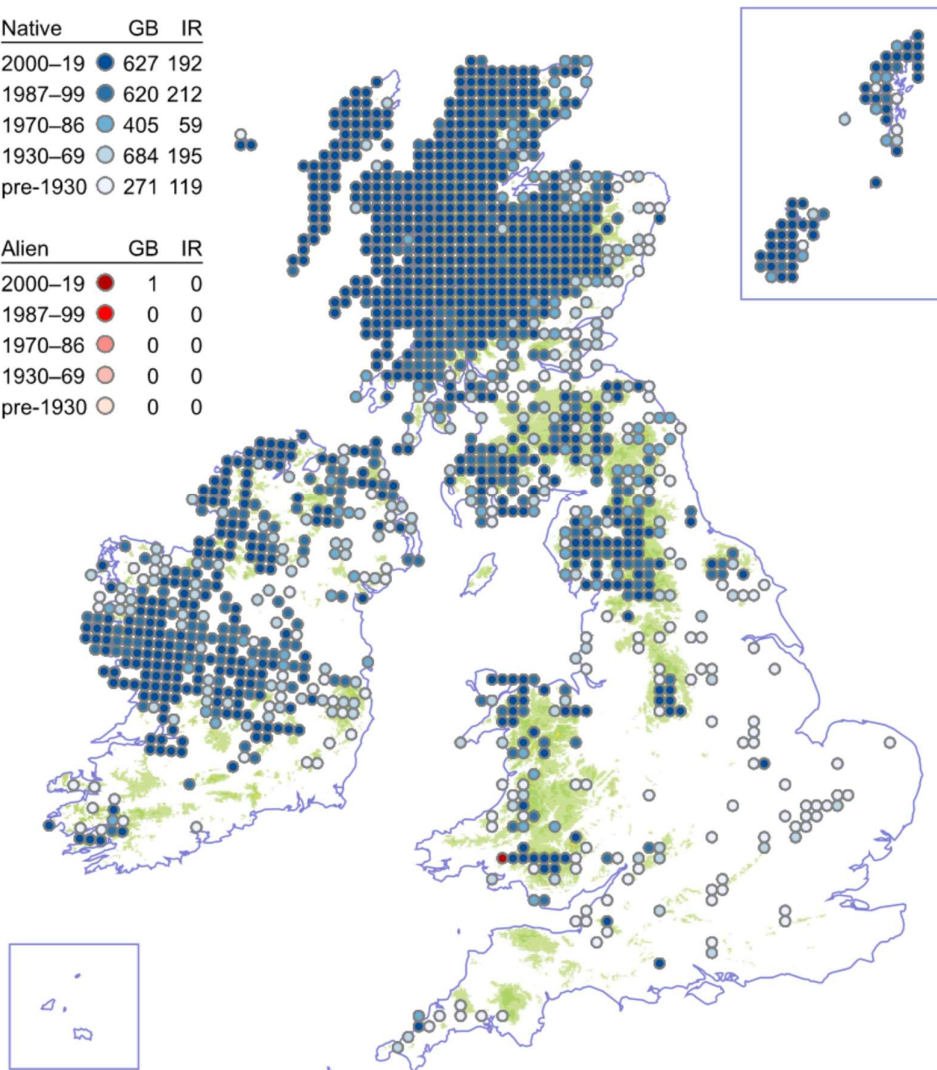 Native GB IR
2000–19 627 192
1987–99 620 212
1970–86 405 59
1930–69 684 195
pre-1930 271 119
Alien GB IR
2000–19 1 0
1987–99 0 0
1970–86 0 0
1930–69 0 0
pre-1930 0 0